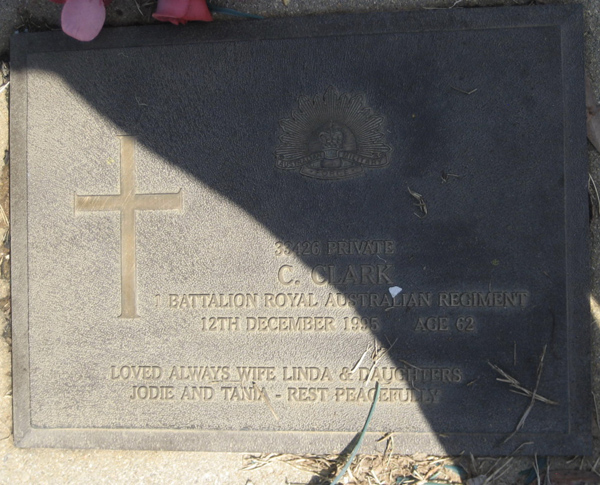 33426 PRIVATE
C. CLARK
1 BATTALION ROYAL AUSTRALIAN REGIMENT
12TH DECEMBER 1995 AGE 62
LOVED ALWAYS WIFE LINDA & DAUGHTERS
JODIE AND TANIA - REST PEACEFULLY